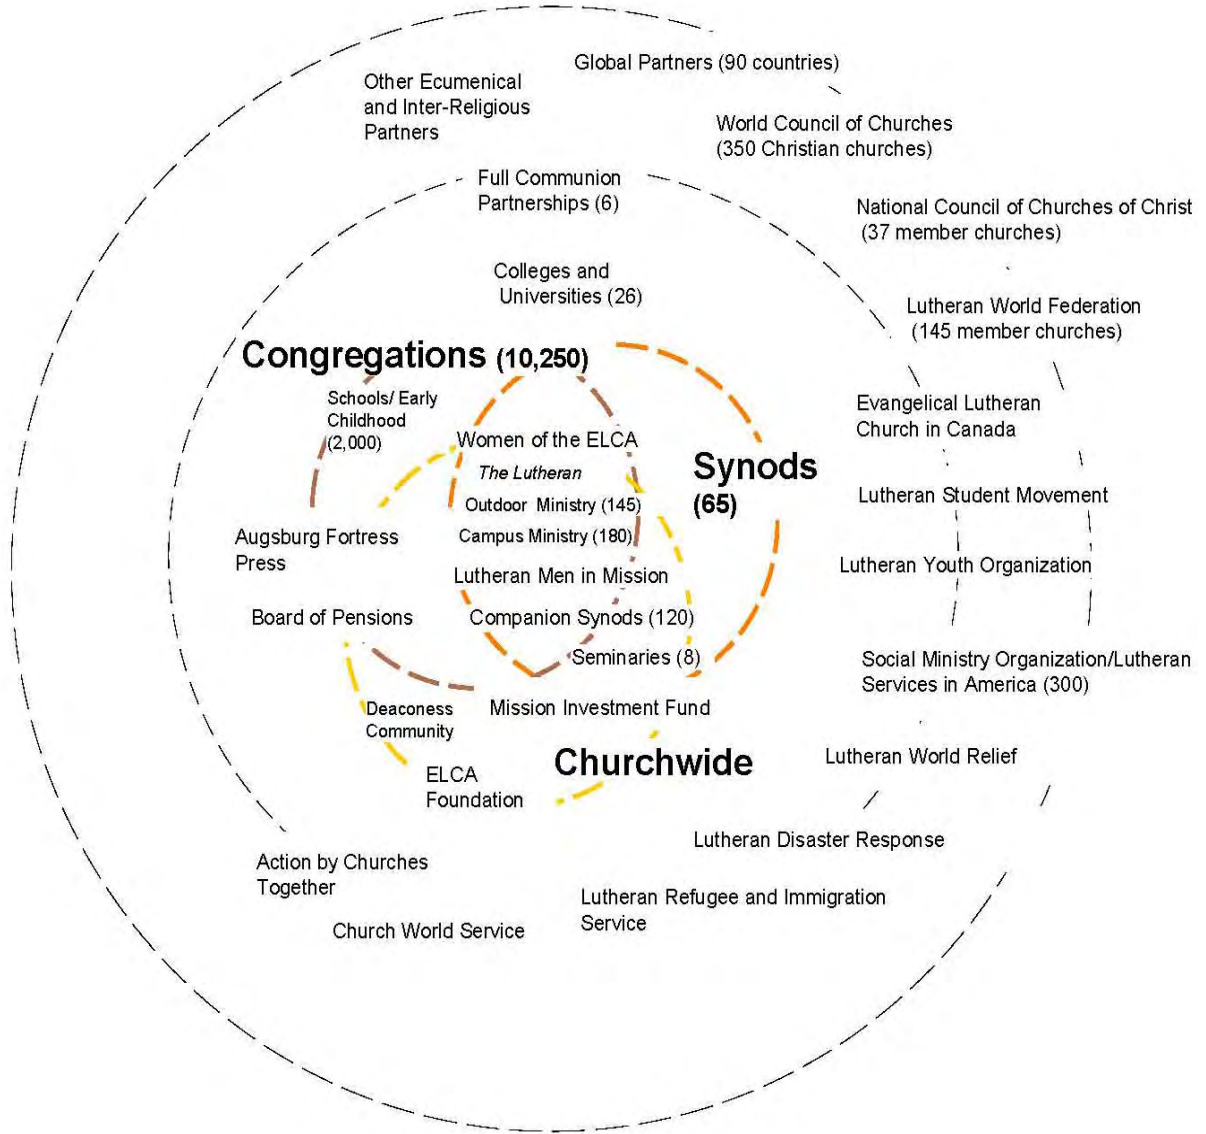 Global Partners (90 countries)
Other Ecumenical
and Inter-Religious
Partners
World Council of Churches
(350 Christian churches)
Full Communion
Partnerships (6)
National Council of Churches of Christ
(37 member churches)
Colleges and
Universities (26)
Lutheran World Federation
(145 member churches)
Congregations (10,250)
Schools/ Early
Childhood
(2,000)
Evangelical Lutheran
Church in Canada
Women of the ELCA
The Lutheran
Synods
(65)
Outdoor Ministry (145)
Lutheran Student Movement
Campus Ministry (180)
Augsburg Fortress
Press
Lutheran Men in Mission
Lutheran Youth Organization
Board of Pensions
Companion Synods (120)
Seminaries (8)
Social Ministry Organization/Lutheran
Services in America (300)
Deaconess
Community
Mission Investment Fund
Churchwide
Lutheran World Relief
ELCA
Foundation
Lutheran Disaster Response
Action by Churches
Together
Lutheran Refugee and Immigration
Service
Church World Service